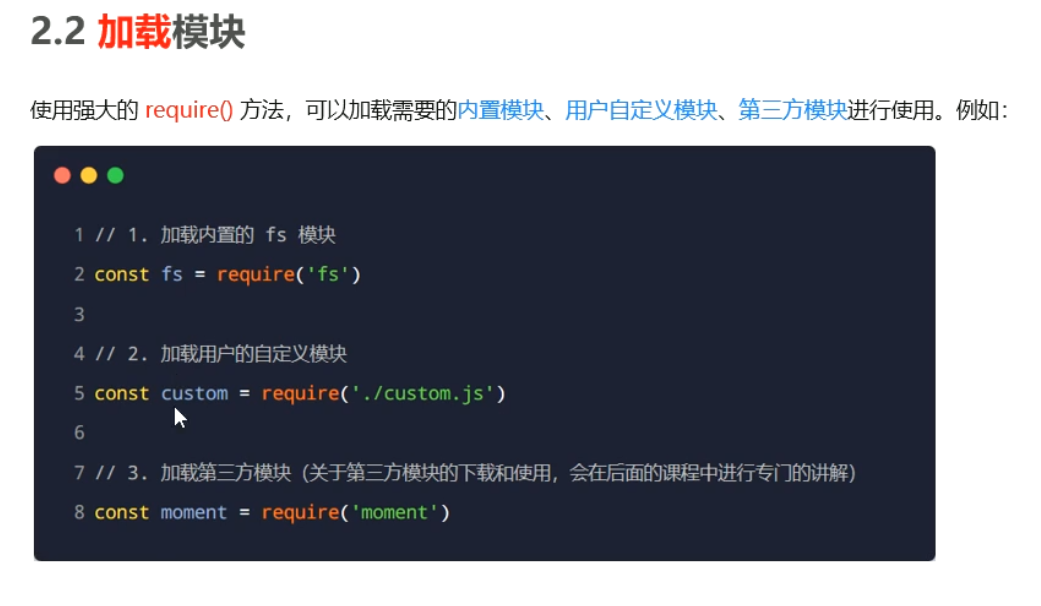 2.2 加载模块
使用强大的 require() 方法，可以加载需要的内置模块、用户自定义模块、第三方模块进行使用。例如：
1 // 1. 加载内置的 fs 模块
2 const fs = require('fs')
3
4 // 2. 加载用户的自定义模块
5 const custom = require('./custom.js')
6
7 // 3. 加载第三方模块（关于第三方模块的下载和使用，会在后面的课程中进行专门的讲解）
8 const moment = require('moment')